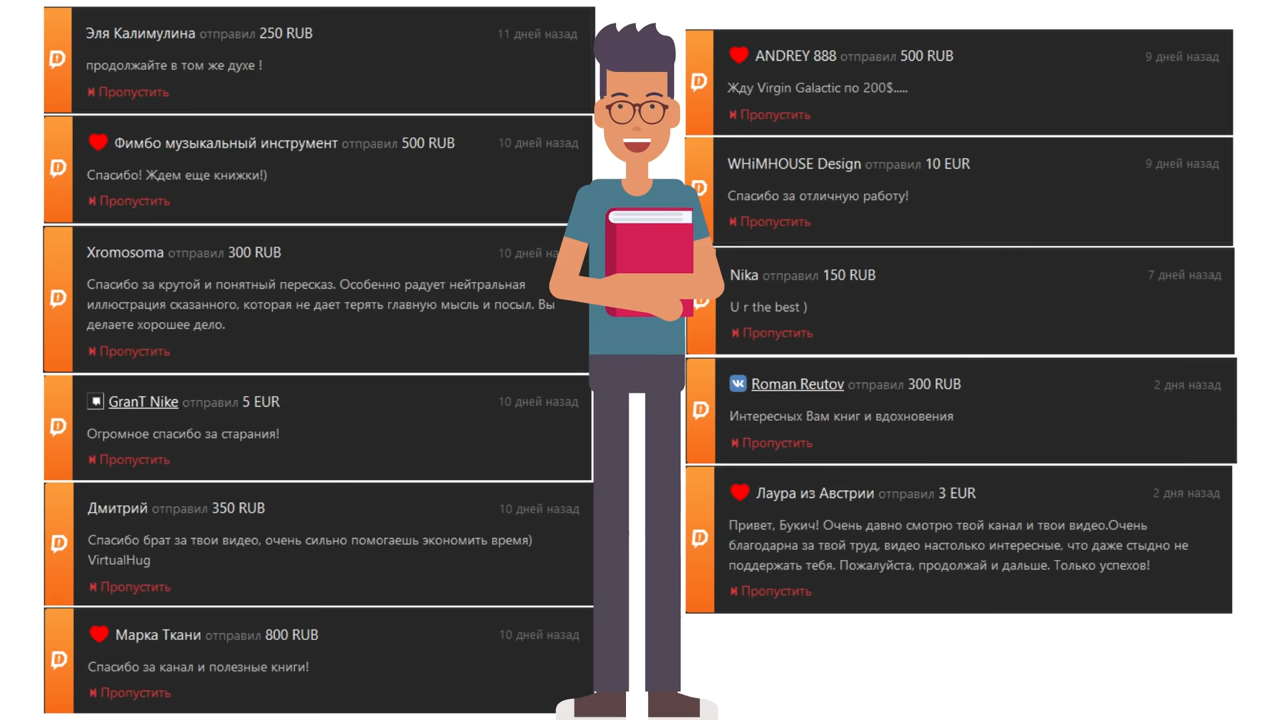 Эля Калимулина отправил 250 RUB 11 дней назад
продолжайте в том же духе !
Пропустить
Фимбо музыкальный инструмент отправил 500 RUB 10 дней назад
Спасибо! Ждем еще книжки!)
Пропустить
Xromosoma отправил 300 RUB 10 дней на
Спасибо за крутой и понятный пересказ. Особенно радует нейтральная
иллюстрация сказанного, которая не дает терять главную мысль и посыл. Вы
делаете хорошее дело.
Пропустить
GranT Nike отправил 5 EUR 10 дней назад
Огромное спасибо за старания!
Пропустить
Дмитрий отправил 350 RUB 10 дней назад
Спасибо брат за твои видео, очень сильно помогаешь экономить время)
VirtualHug
Пропустить
Марка Ткани отправил 800 RUB 10 дней назад
Спасибо за канал и полезные книги!
Пропустить
ANDREY 888 отправил 500 RUB 9 дней назад
Жду Virgin Galactic по 200$.....
Пропустить
WHiMHOUSE Design отправил 10 EUR 9 дней назад
Спасибо за отличную работу!
Пропустить
Nika отправил 150 RUB 7 дней назад
U r the best )
Пропустить
Roman Reutov отправил 300 RUB 2 дня назад
Интересных Вам книг и вдохновения
Пропустить
Лаура из Австрии отправил 3 EUR 2 дня назад
Привет, Букич! Очень давно смотрю твой канал и твои видео.Очень
благодарна за твой труд, видео настолько интересные, что даже стыдно не
поддержать тебя. Пожалуйста, продолжай и дальше. Только успехов!
Пропустить